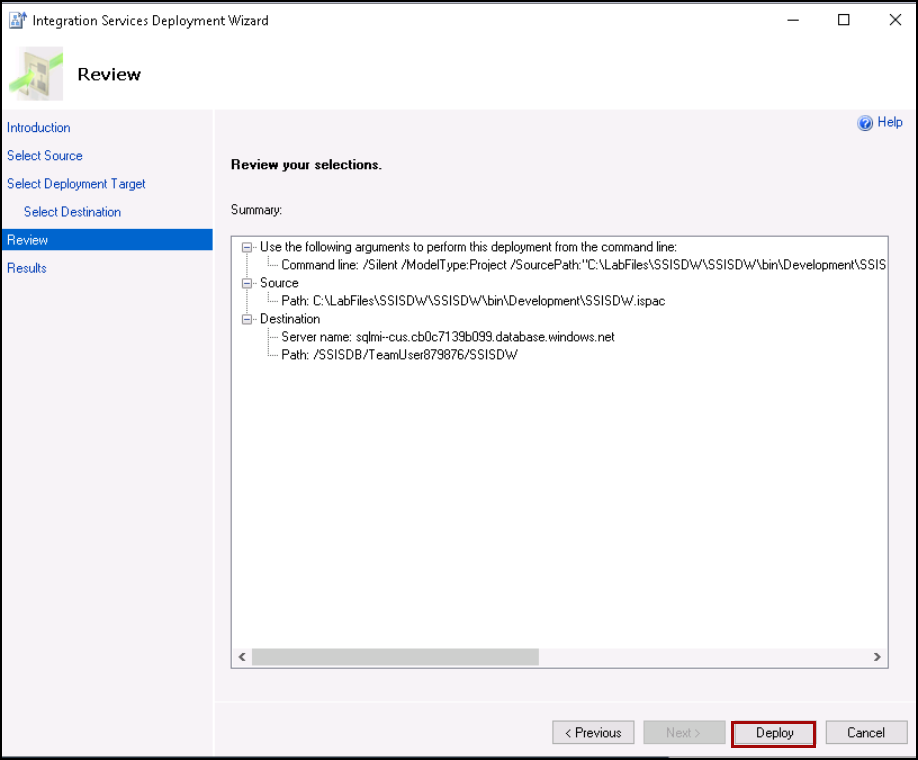 Integration Services Deployment Wizard
Review
Introduction
Select Source
Select Deployment Target
Select Destination
Review
Results
Help
Review your selections.
Summary:
Use the following arguments to perform this deployment from the command line:
Command line: /Silent /ModelType:Project /SourcePath:"C:\LabFiles\SSISDW\SSISDW\bin\Development\SSIS
Source
Path: C:\LabFiles\SSISDW\SSISDW\bin\Development\SSISDW.ispac
Destination
Server name: sqlmi--cus.cb0c7139b099.database.windows.net
Path: /SSISDB/TeamUser879876/SSISDW
< Previous
Next >
Deploy
Cancel